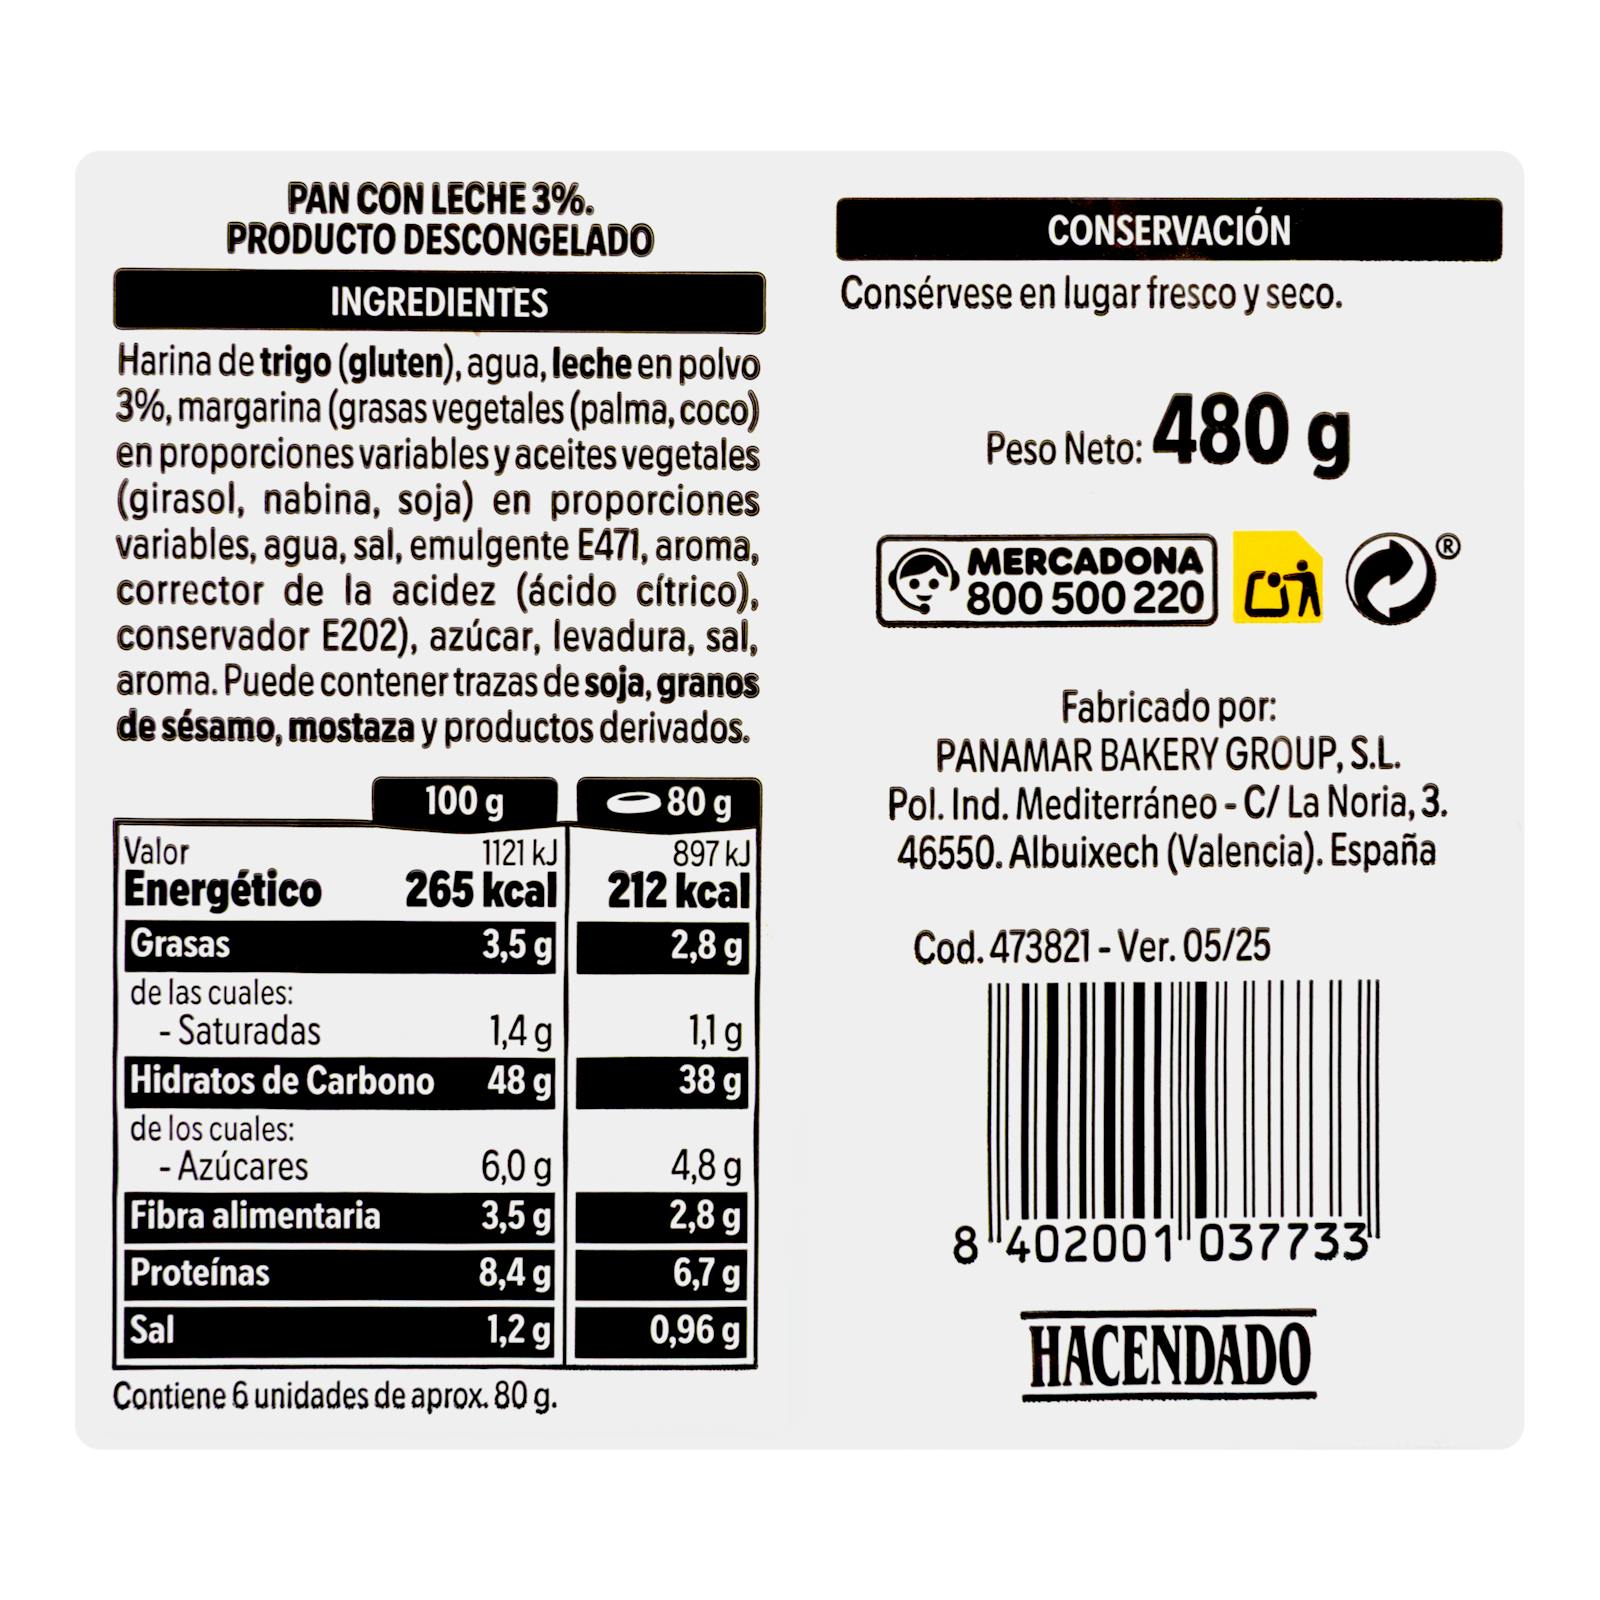 PAN CON LECHE 3%.
PRODUCTO DESCONGELADO
INGREDIENTES
Harina de trigo (gluten), agua, leche en polvo
3%, margarina (grasas vegetales (palma, coco)
en proporciones variables y aceites vegetales
(girasol, nabina, soja) en proporciones
variables, agua, sal, emulgente E471, aroma,
corrector de la acidez (ácido cítrico),
conservador E202), azúcar, levadura, sal,
aroma. Puede contener trazas de soja, granos
de sésamo, mostaza y productos derivados.
100 g 80 g
Valor 1121 kJ 897 kJ
Energético 265 kcal 212 kcal
Grasas 3,5 g 2,8 g
de las cuales:
- Saturadas 1,4 g 1,1 g
Hidratos de Carbono 48 g 38 g
de los cuales:
- Azúcares 6,0 g 4,8 g
Fibra alimentaria 3,5 g 2,8 g
Proteínas 8,4 g 6,7 g
Sal 1,2 g 0,96 g
Contiene 6 unidades de aprox. 80 g.
CONSERVACIÓN
Consérvese en lugar fresco y seco.
Peso Neto: 480 g
MERCADONA
800 500 220
®
Fabricado por:
PANAMAR BAKERY GROUP, S.L.
Pol. Ind. Mediterráneo - C/ La Noria, 3.
46550. Albuixech (Valencia). España
Cod. 473821 - Ver. 05/25
8 402001 037733
HACENDADO